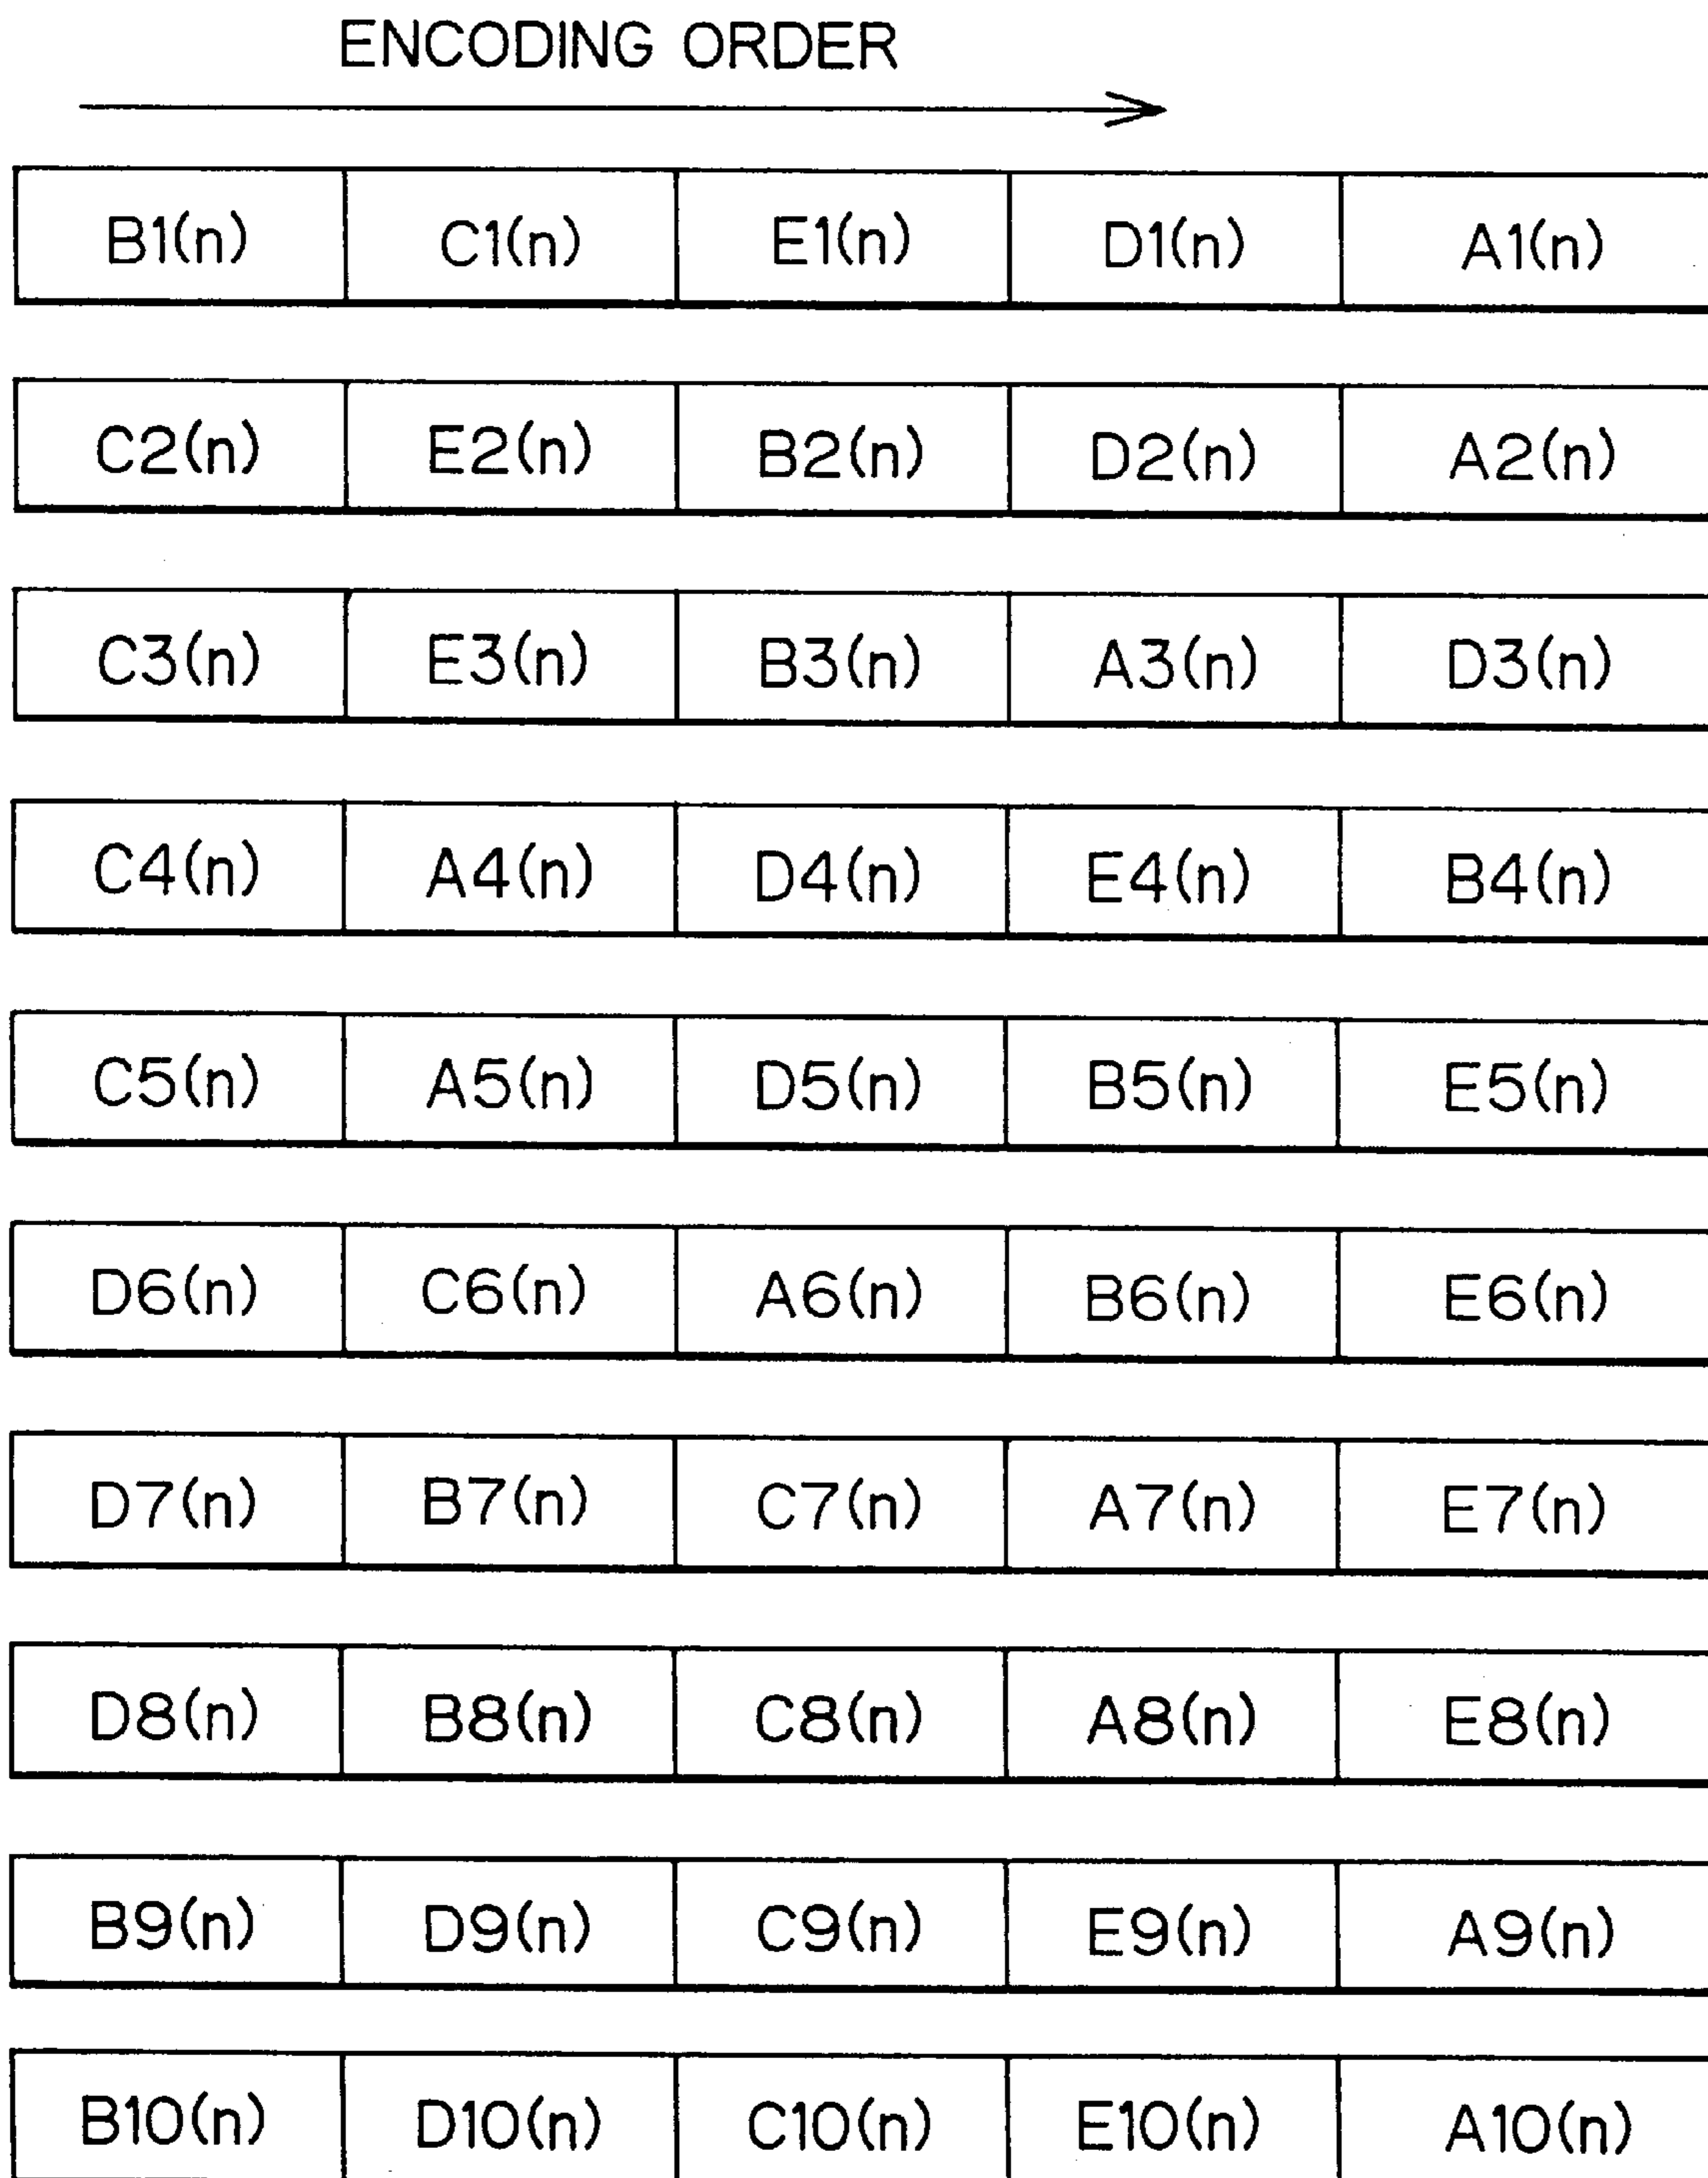 ENCODING ORDER
B1(n) C1(n) E1(n) D1(n) A1(n)
C2(n) E2(n) B2(n) D2(n) A2(n)
C3(n) E3(n) B3(n) A3(n) D3(n)
C4(n) A4(n) D4(n) E4(n) B4(n)
C5(n) A5(n) D5(n) B5(n) E5(n)
D6(n) C6(n) A6(n) B6(n) E6(n)
D7(n) B7(n) C7(n) A7(n) E7(n)
D8(n) B8(n) C8(n) A8(n) E8(n)
B9(n) D9(n) C9(n) E9(n) A9(n)
B10(n) D10(n) C10(n) E10(n) A10(n)